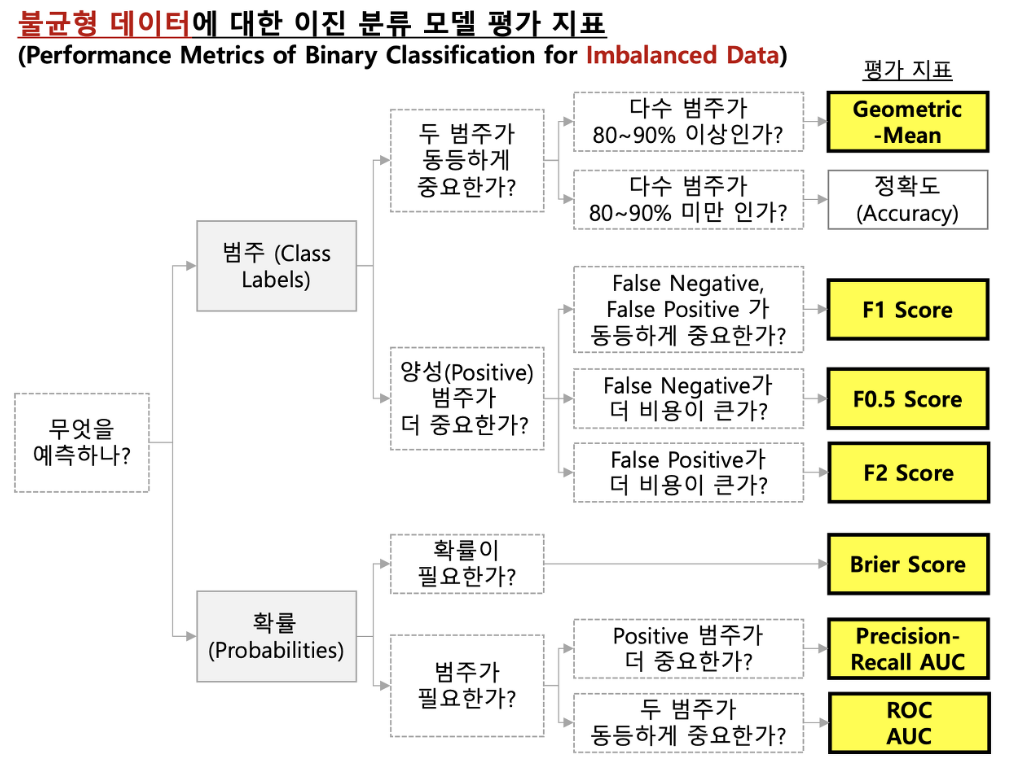 불균형 데이터에 대한 이진 분류 모델 평가 지표
(Performance Metrics of Binary Classification for Imbalanced Data)
평가 지표
무엇을
예측하나?
범주 (Class
Labels)
두 범주가
동등하게
중요한가?
다수 범주가
80~90% 이상인가?
Geometric
-Mean
다수 범주가
80~90% 미만 인가?
정확도
(Accuracy)
양성(Positive)
범주가
더 중요한가?
False Negative,
False Positive 가
동등하게 중요한가?
F1 Score
False Negative가
더 비용이 큰가?
F0.5 Score
False Positive가
더 비용이 큰가?
F2 Score
확률
(Probabilities)
확률이
필요한가?
Brier Score
범주가
필요한가?
Positive 범주가
더 중요한가?
Precision-
Recall AUC
두 범주가
동등하게 중요한가?
ROC
AUC